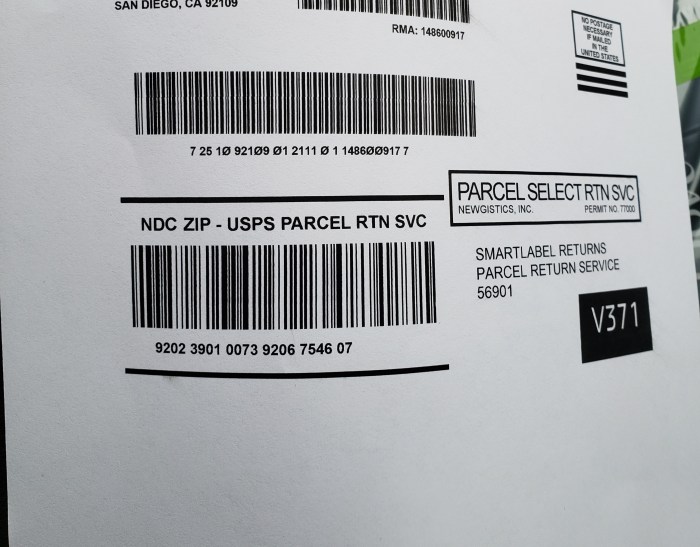 SAN DIEGO, CA 92109
RMA: 148600917
NO POSTAGE
NECESSARY
IF MAILED
IN THE
UNITED STATES
7 25 1Ø 921Ø9 Ø1 2111 Ø 1 1486ØØ917 7
PARCEL SELECT RTN SVC
NEWGISTICS, INC. PERMIT NO. 77000
NDC ZIP - USPS PARCEL RTN SVC
SMARTLABEL RETURNS
PARCEL RETURN SERVICE
56901
V371
9202 3901 0073 9206 7546 07